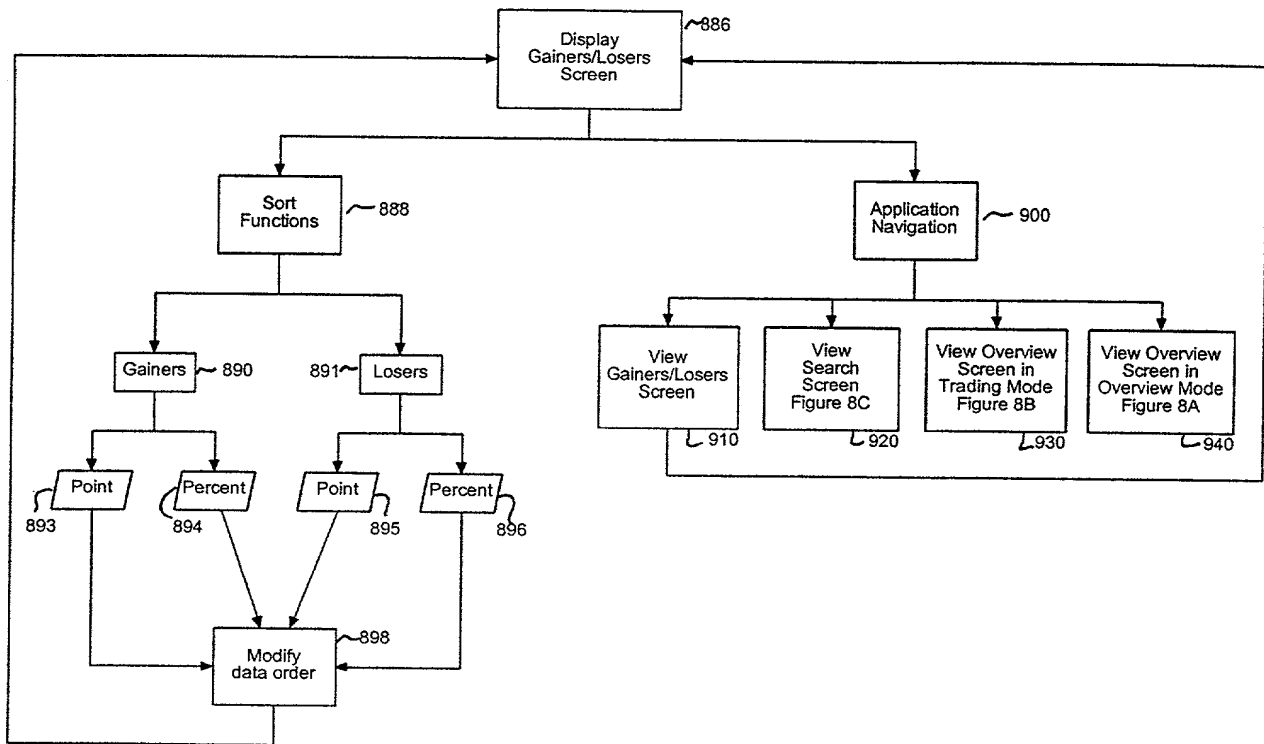 Display
Gainers/Losers
Screen
886
Sort
Functions
888
Application
Navigation
900
Gainers
890
891
Losers
View
Gainers/Losers
Screen
910
View
Search
Screen
Figure 8C
920
View Overview
Screen in
Trading Mode
Figure 8B
930
View Overview
Screen in
Overview Mode
Figure 8A
940
Point
893
Percent
894
Point
895
Percent
896
Modify
data order
898